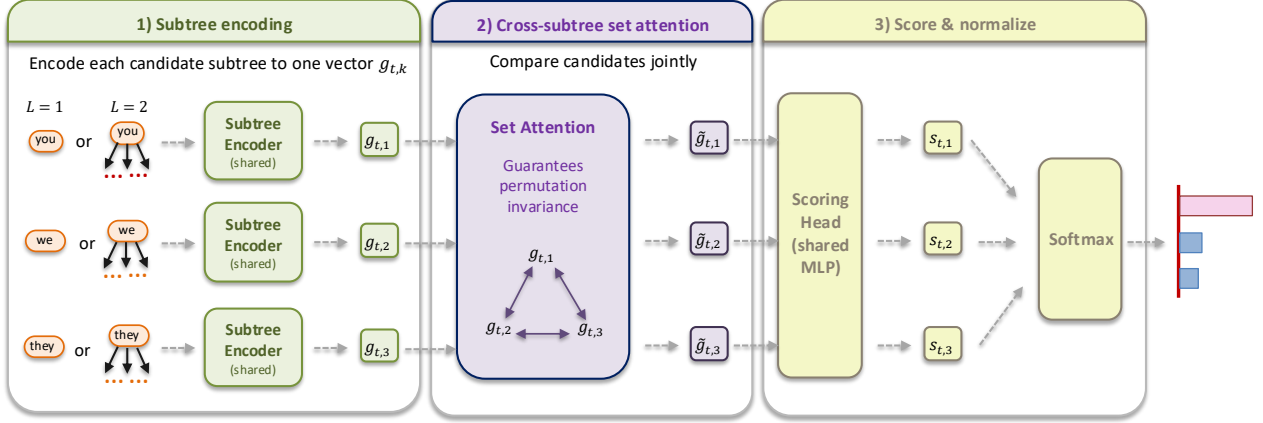 1) Subtree encoding
Encode each candidate subtree to one vector g_{t,k}
L = 1
L = 2
you
or
you
... ...
Subtree
Encoder
(shared)
g_{t,1}
we
or
we
... ...
Subtree
Encoder
(shared)
g_{t,2}
they
or
they
... ...
Subtree
Encoder
(shared)
g_{t,3}
2) Cross-subtree set attention
Compare candidates jointly
Set Attention
Guarantees
permutation
invariance
g_{t,1}
g_{t,2}
g_{t,3}
g̃_{t,1}
g̃_{t,2}
g̃_{t,3}
3) Score & normalize
Scoring
Head
(shared
MLP)
s_{t,1}
s_{t,2}
s_{t,3}
Softmax